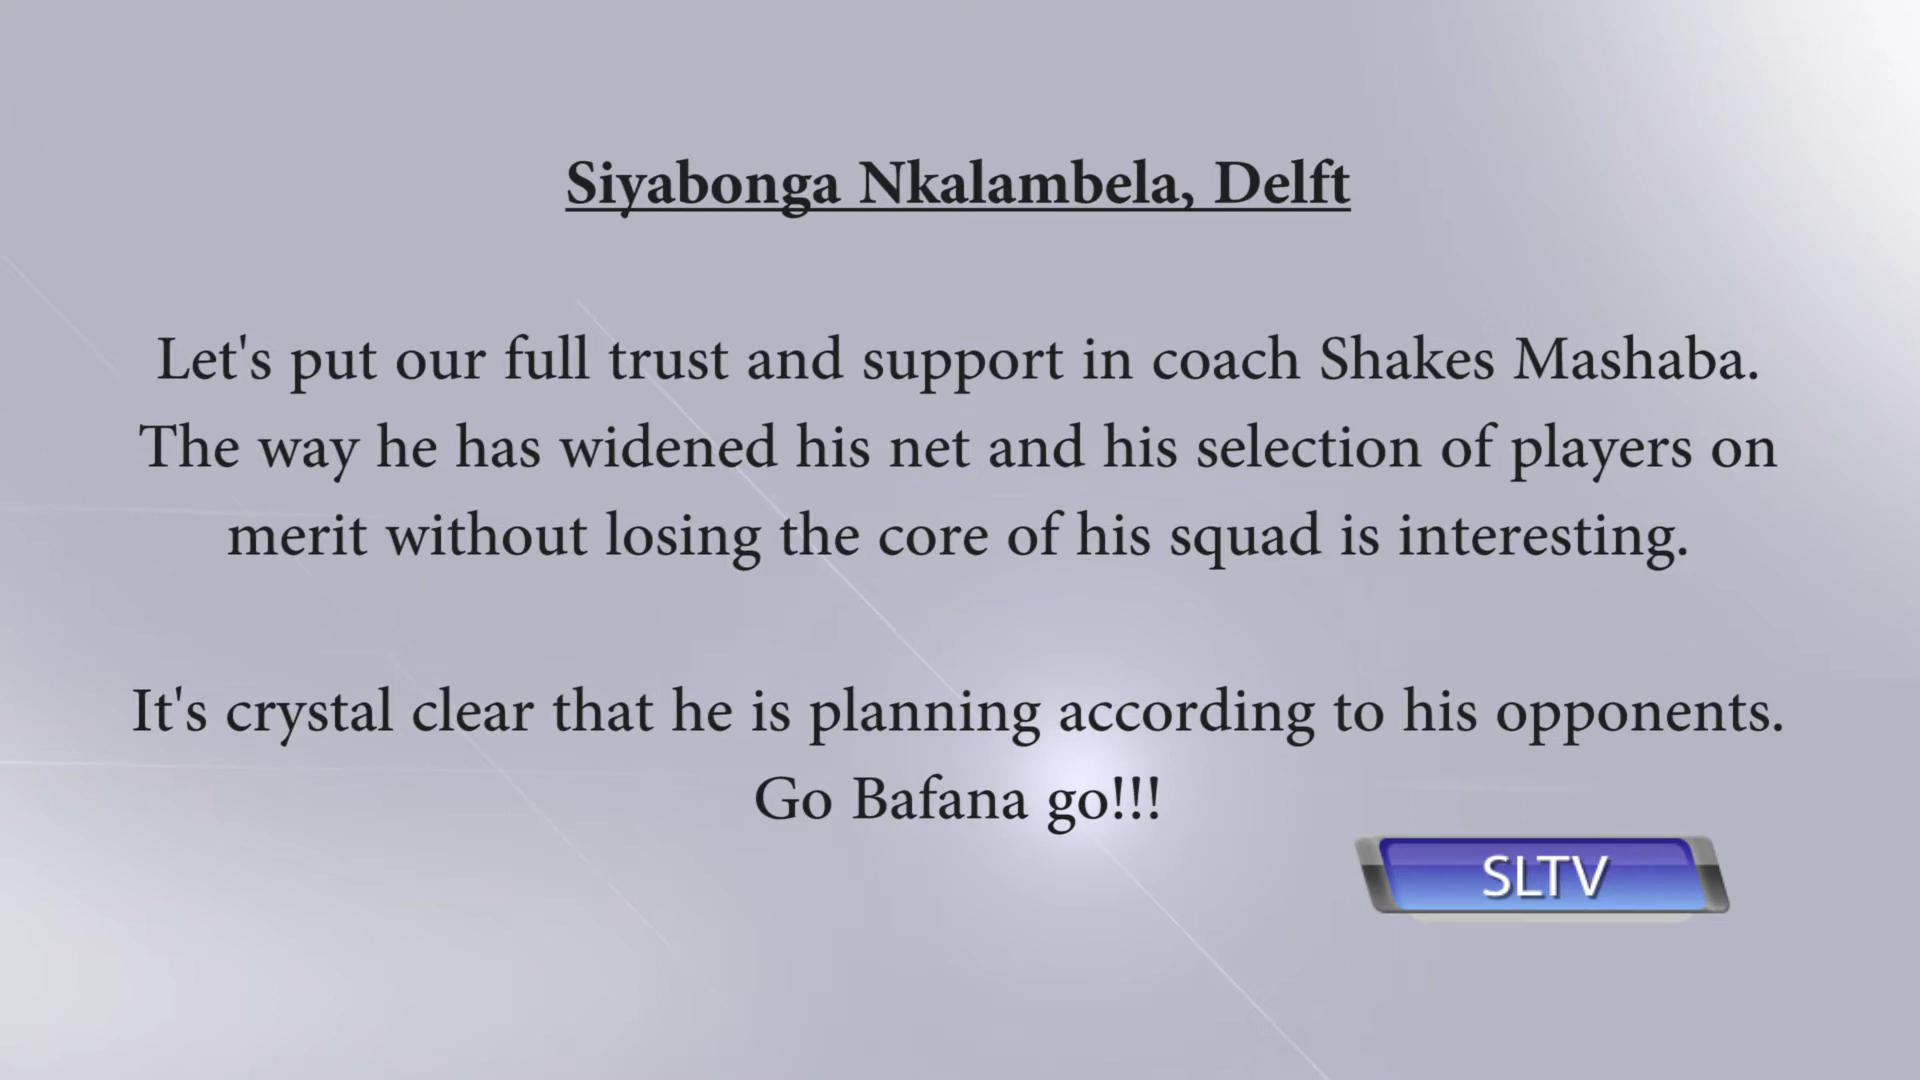 Siyabonga Nkalambela, Delft
Let's put our full trust and support in coach Shakes Mashaba.
The way he has widened his net and his selection of players on
merit without losing the core of his squad is interesting.
It's crystal clear that he is planning according to his opponents.
Go Bafana go!!!
SLTV